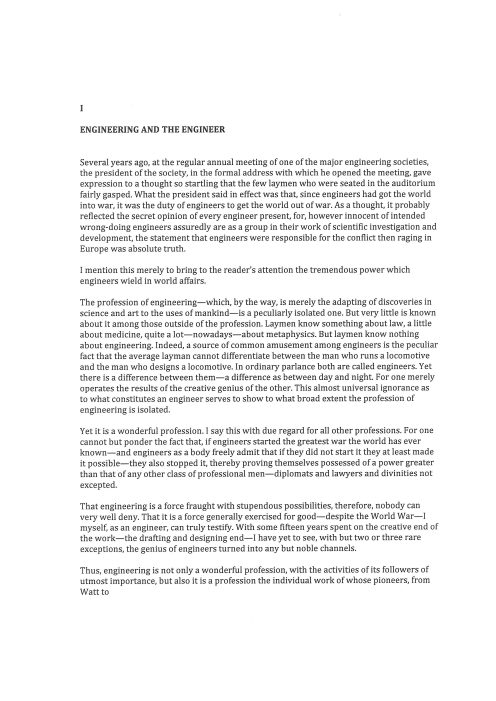 I
ENGINEERING AND THE ENGINEER
Several years ago, at the regular annual meeting of one of the major engineering societies,
the president of the society, in the formal address with which he opened the meeting, gave
expression to a thought so startling that the few laymen who were seated in the auditorium
fairly gasped. What the president said in effect was that, since engineers had got the world
into war, it was the duty of engineers to get the world out of war. As a thought, it probably
reflected the secret opinion of every engineer present, for, however innocent of intended
wrong-doing engineers assuredly are as a group in their work of scientific investigation and
development, the statement that engineers were responsible for the conflict then raging in
Europe was absolute truth.
I mention this merely to bring to the reader's attention the tremendous power which
engineers wield in world affairs.
The profession of engineering—which, by the way, is merely the adapting of discoveries in
science and art to the uses of mankind—is a peculiarly isolated one. But very little is known
about it among those outside of the profession. Laymen know something about law, a little
about medicine, quite a lot—nowadays—about metaphysics. But laymen know nothing
about engineering. Indeed, a source of common amusement among engineers is the peculiar
fact that the average layman cannot differentiate between the man who runs a locomotive
and the man who designs a locomotive. In ordinary parlance both are called engineers. Yet
there is a difference between them—a difference as between day and night. For one merely
operates the results of the creative genius of the other. This almost universal ignorance as
to what constitutes an engineer serves to show to what broad extent the profession of
engineering is isolated.
Yet it is a wonderful profession. I say this with due regard for all other professions. For one
cannot but ponder the fact that, if engineers started the greatest war the world has ever
known—and engineers as a body freely admit that if they did not start it they at least made
it possible—they also stopped it, thereby proving themselves possessed of a power greater
than that of any other class of professional men—diplomats and lawyers and divinities not
excepted.
That engineering is a force fraught with stupendous possibilities, therefore, nobody can
very well deny. That it is a force generally exercised for good—despite the World War—I
myself, as an engineer, can truly testify. With some fifteen years spent on the creative end of
the work—the drafting and designing end—I have yet to see, with but two or three rare
exceptions, the genius of engineers turned into any but noble channels.
Thus, engineering is not only a wonderful profession, with the activities of its followers of
utmost importance, but also it is a profession the individual work of whose pioneers, from
Watt to